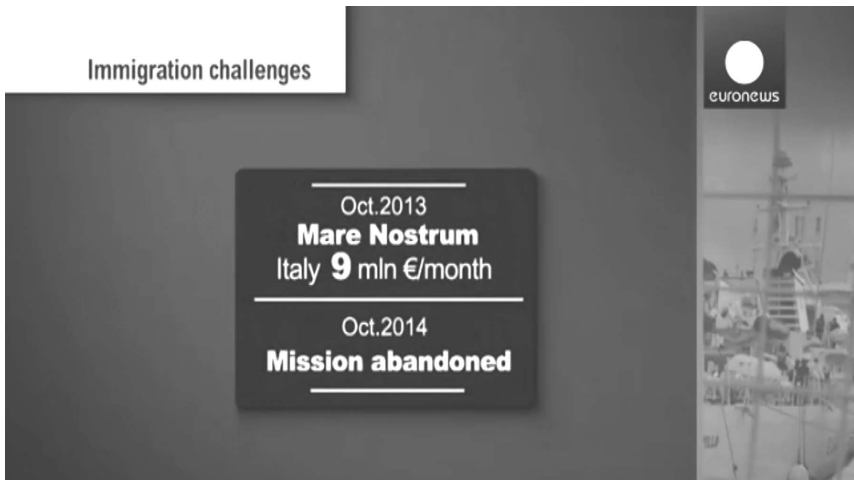 Immigration challenges
euronews
Oct.2013
Mare Nostrum
Italy 9 mln €/month
Oct.2014
Mission abandoned